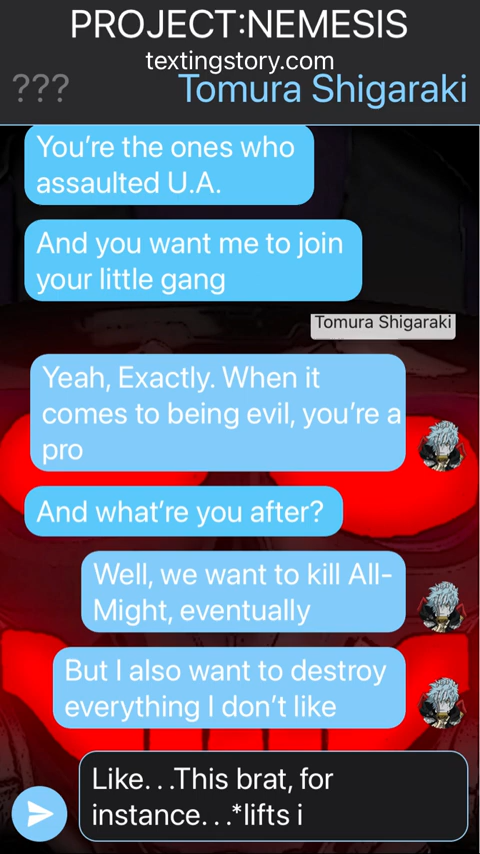 PROJECT:NEMESIS
textingstory.com
???
Tomura Shigaraki
You're the ones who
assaulted U.A.
And you want me to join
your little gang
Tomura Shigaraki
Yeah, Exactly. When it
comes to being evil, you're a
pro
And what're you after?
Well, we want to kill All-
Might, eventually
But I also want to destroy
everything I don't like
Like...This brat, for
instance...*lifts i